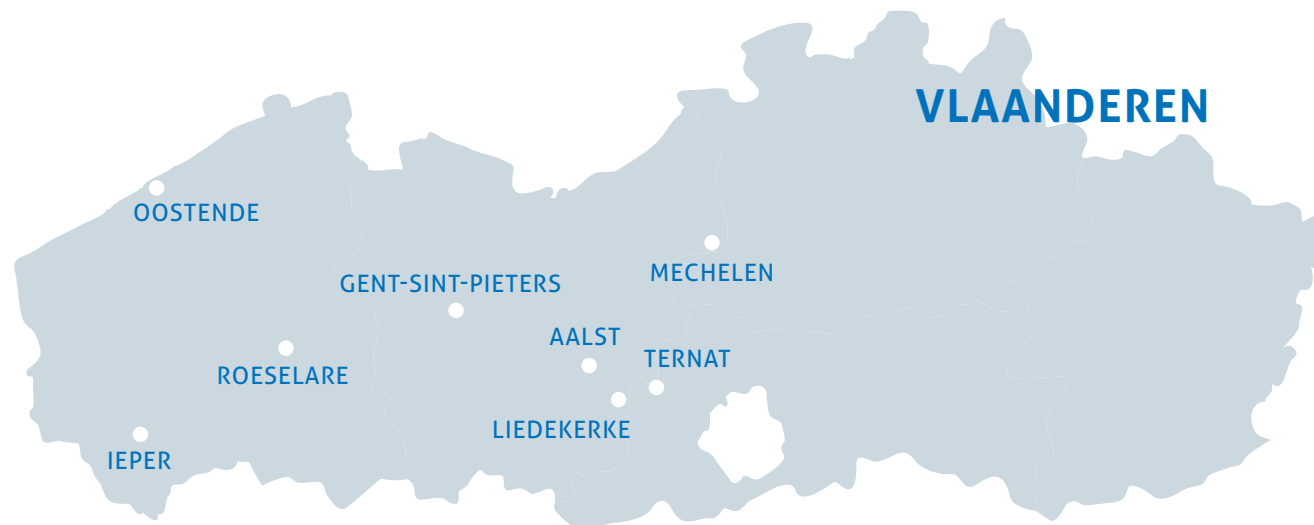 VLAANDEREN
OOSTENDE
MECHELEN
GENT-SINT-PIETERS
AALST
TERNAT
ROESELARE
LIEDEKERKE
IEPER